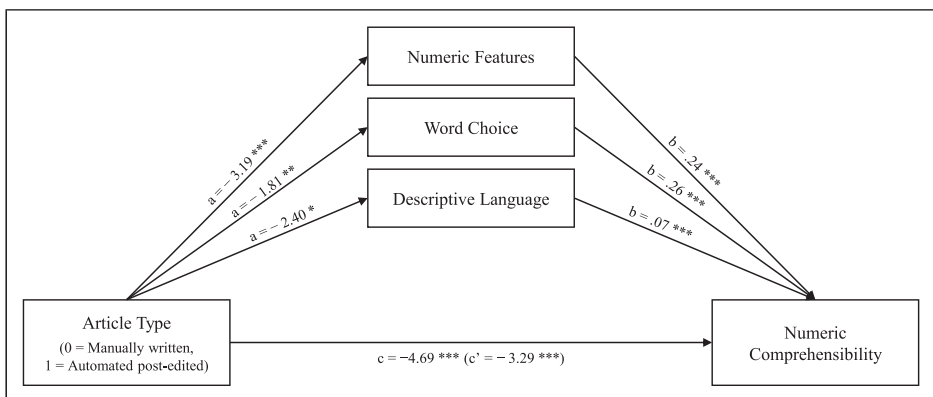 Numeric Features
Word Choice
Descriptive Language
a = − 3.19 ***
a = −1.81 **
a = − 2.40 *
b = .24 ***
b = .26 ***
b = .07 ***
Article Type
(0 = Manually written,
1 = Automated post-edited)
c = −4.69 *** (c’ = − 3.29 ***)
Numeric
Comprehensibility